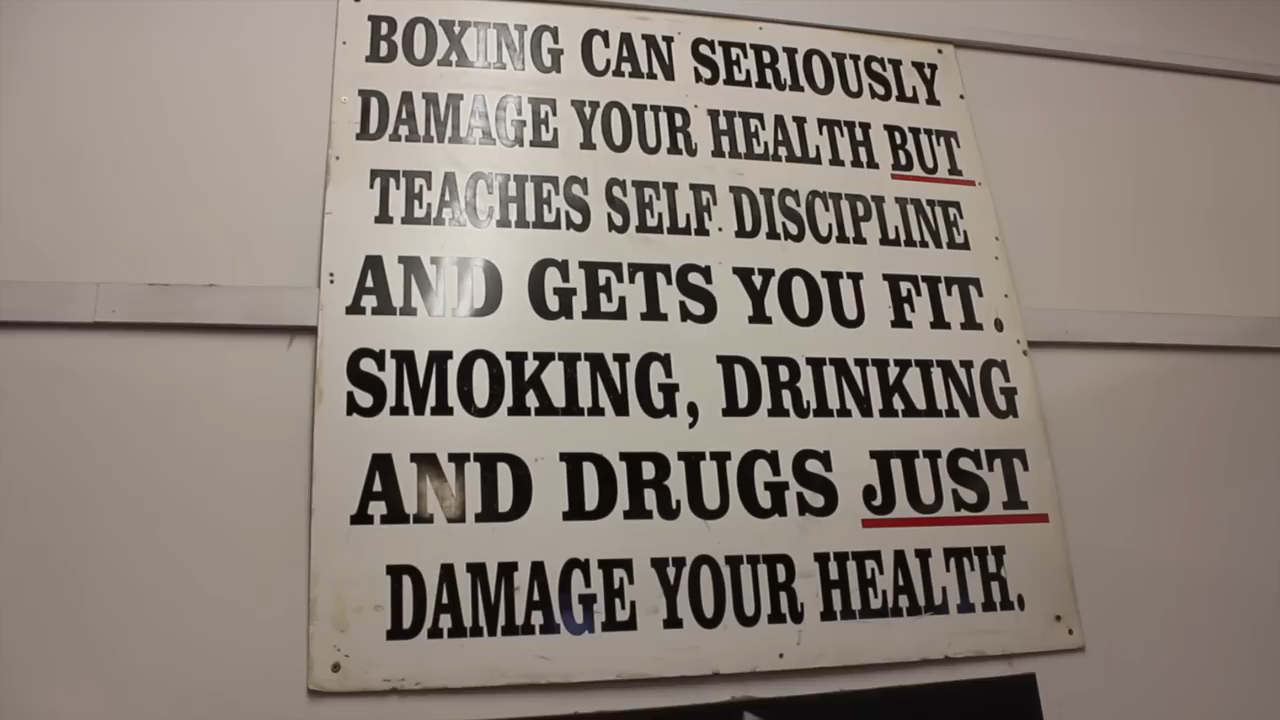 BOXING CAN SERIOUSLY
DAMAGE YOUR HEALTH BUT
TEACHES SELF DISCIPLINE
AND GETS YOU FIT.
SMOKING, DRINKING
AND DRUGS JUST
DAMAGE YOUR HEALTH.